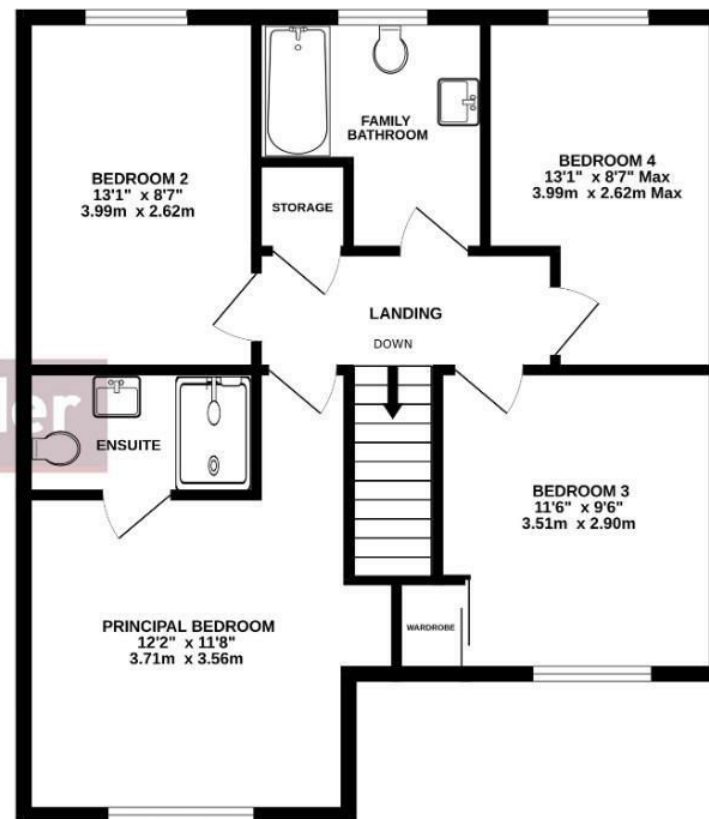 BEDROOM 2
13'1" x 8'7"
3.99m x 2.62m
FAMILY
BATHROOM
BEDROOM 4
13'1" x 8'7" Max
3.99m x 2.62m Max
STORAGE
LANDING
DOWN
ENSUITE
BEDROOM 3
11'6" x 9'6"
3.51m x 2.90m
PRINCIPAL BEDROOM
12'2" x 11'8"
3.71m x 3.56m
WARDROBE